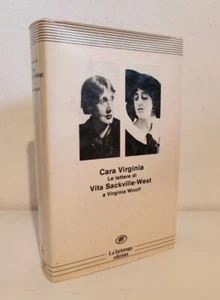 Cara Virginia
Le lettere di
Vita Sackville-West
a Virginia Woolf
La Tartaruga
edizioni